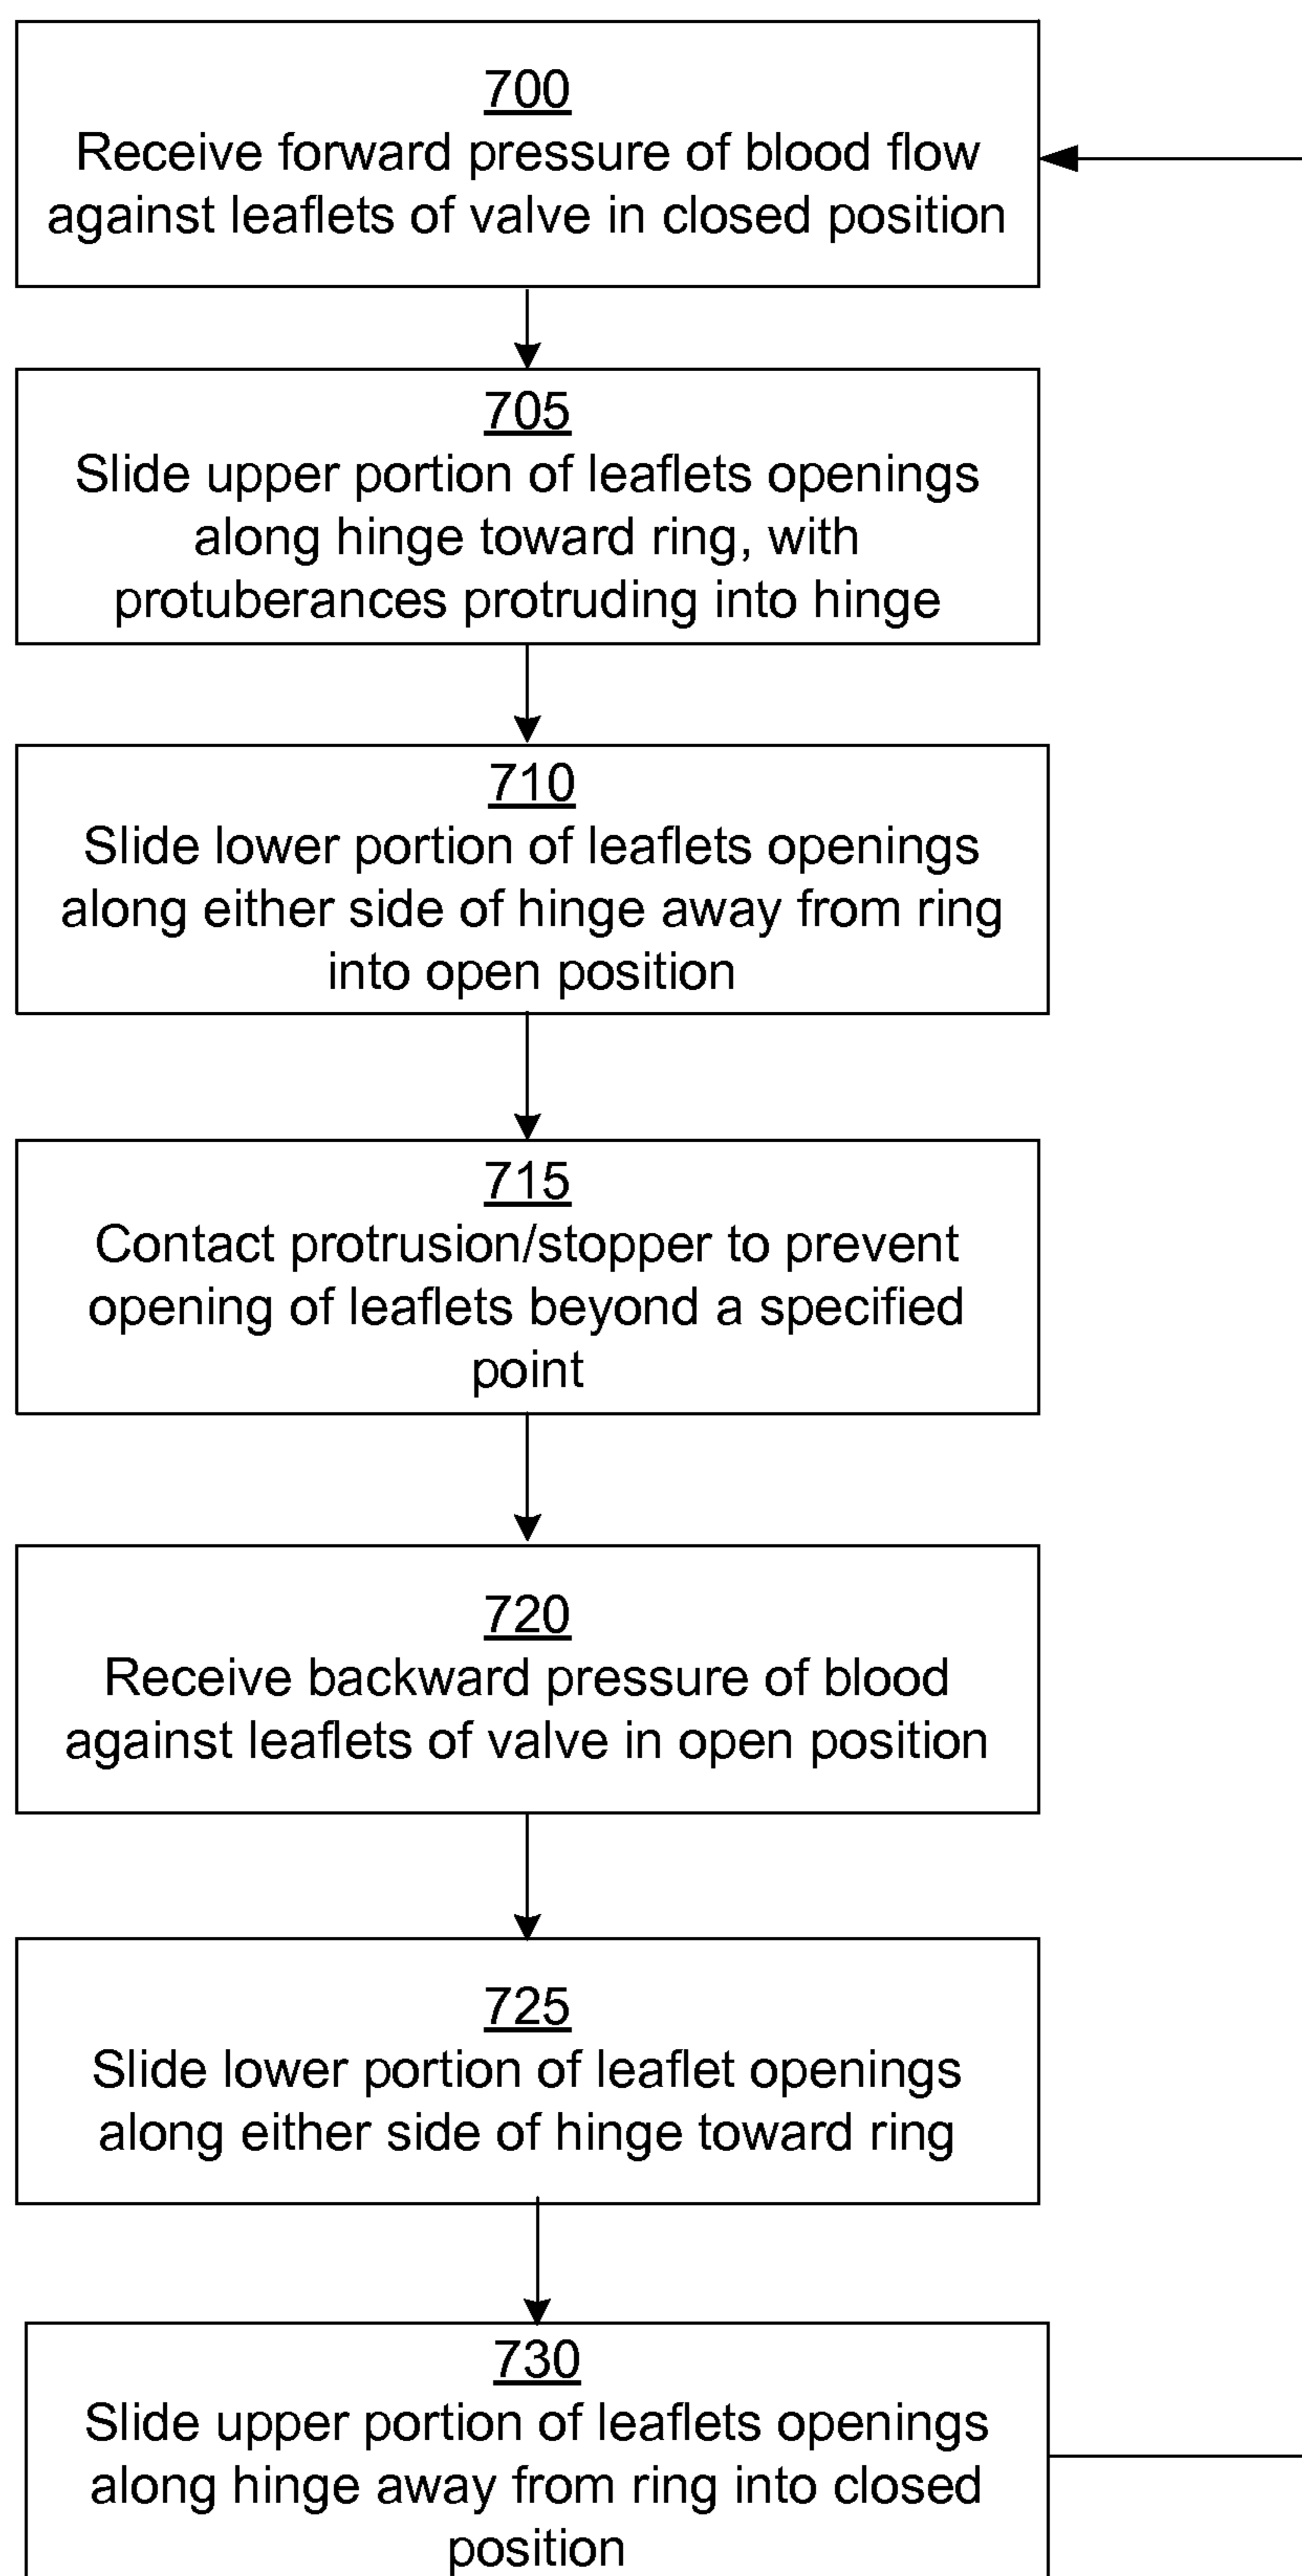 700
Receive forward pressure of blood flow
against leaflets of valve in closed position
705
Slide upper portion of leaflets openings
along hinge toward ring, with
protuberances protruding into hinge
710
Slide lower portion of leaflets openings
along either side of hinge away from ring
into open position
715
Contact protrusion/stopper to prevent
opening of leaflets beyond a specified
point
720
Receive backward pressure of blood
against leaflets of valve in open position
725
Slide lower portion of leaflet openings
along either side of hinge toward ring
730
Slide upper portion of leaflets openings
along hinge away from ring into closed
position